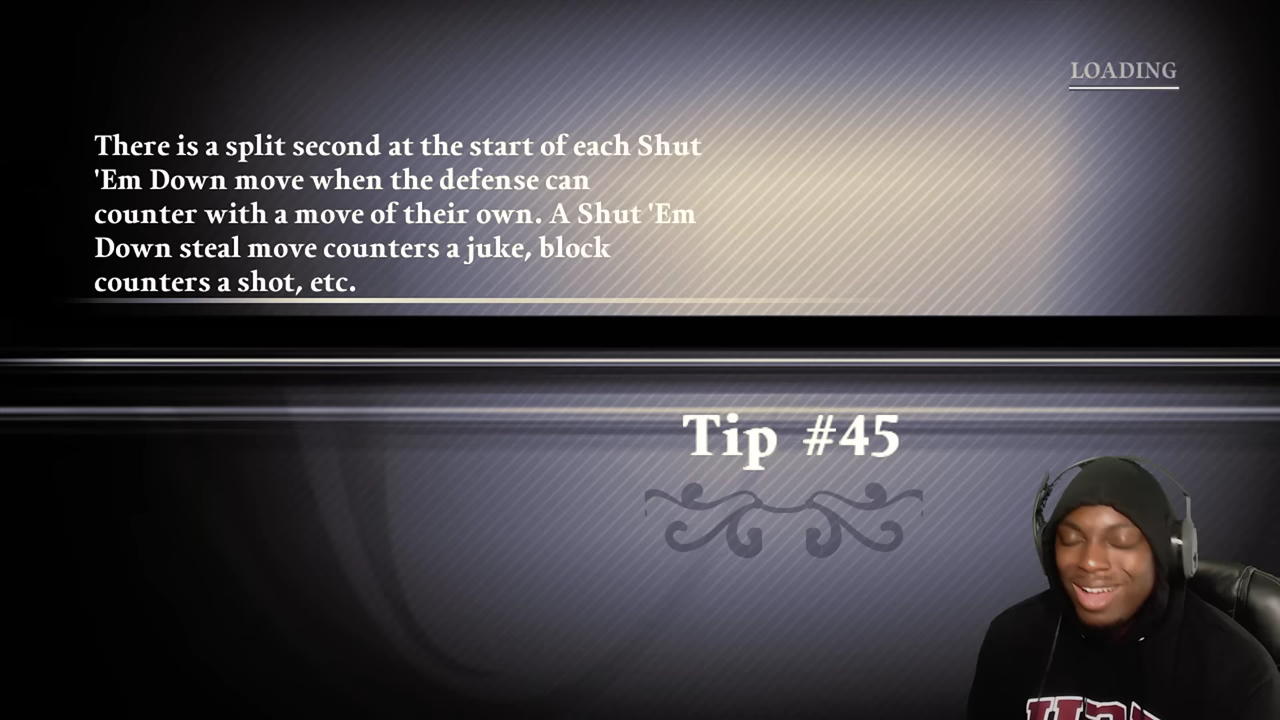 LOADING
There is a split second at the start of each Shut
'Em Down move when the defense can
counter with a move of their own. A Shut 'Em
Down steal move counters a juke, block
counters a shot, etc.
Tip #45